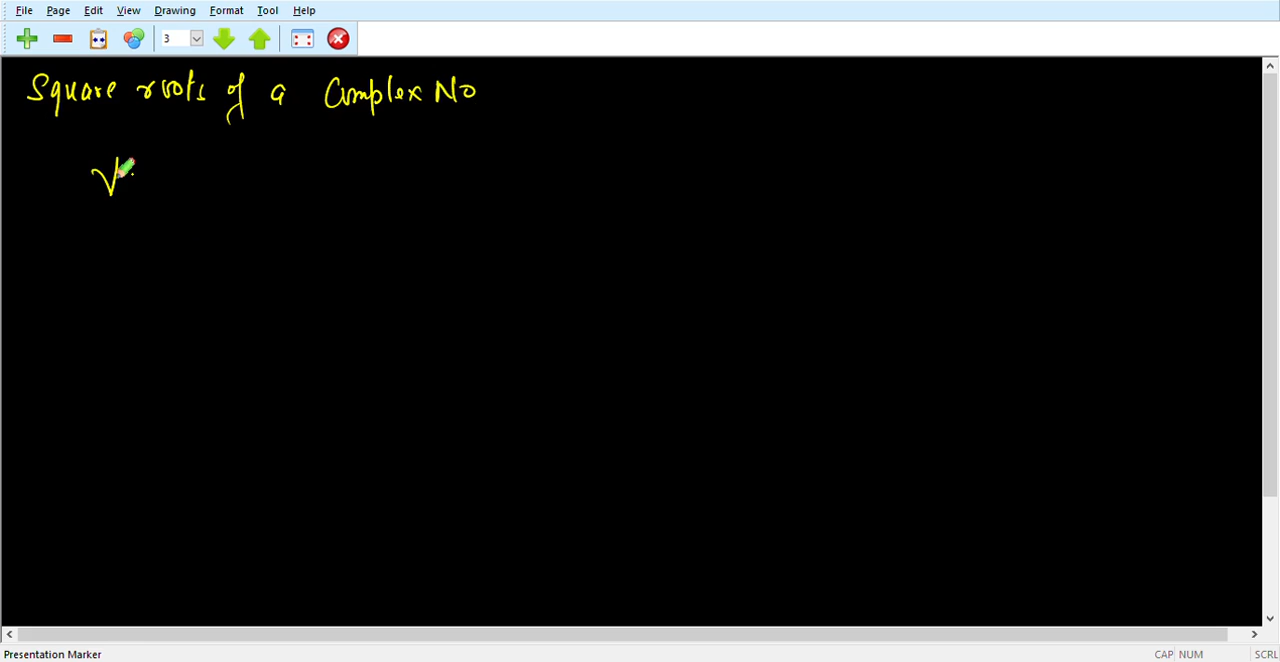 File Page Edit View Drawing Format Tool Help
3
Square roots of a Complex No
√
Presentation Marker CAP NUM SCRL